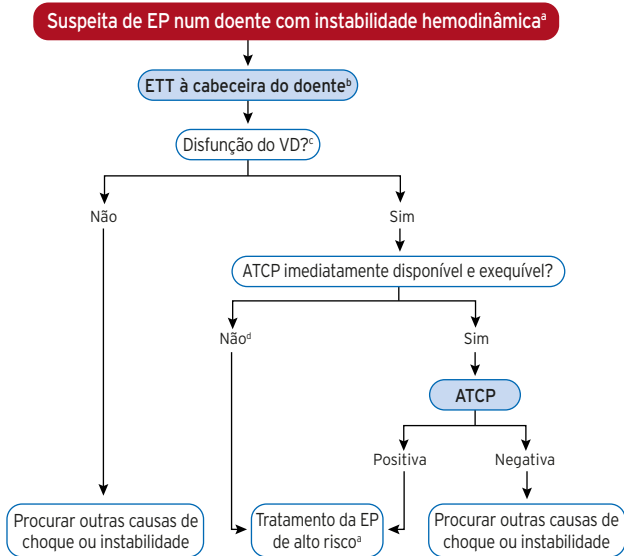 Suspeita de EP num doente com instabilidade hemodinâmicaᵃ
ETT à cabeceira do doenteᵇ
Disfunção do VD?ᶜ
Não
Sim
ATCP imediatamente disponível e exequível?
Nãoᵈ
Sim
ATCP
Positiva
Negativa
Procurar outras causas de
choque ou instabilidade
Tratamento da EP
de alto riscoᵃ
Procurar outras causas de
choque ou instabilidade